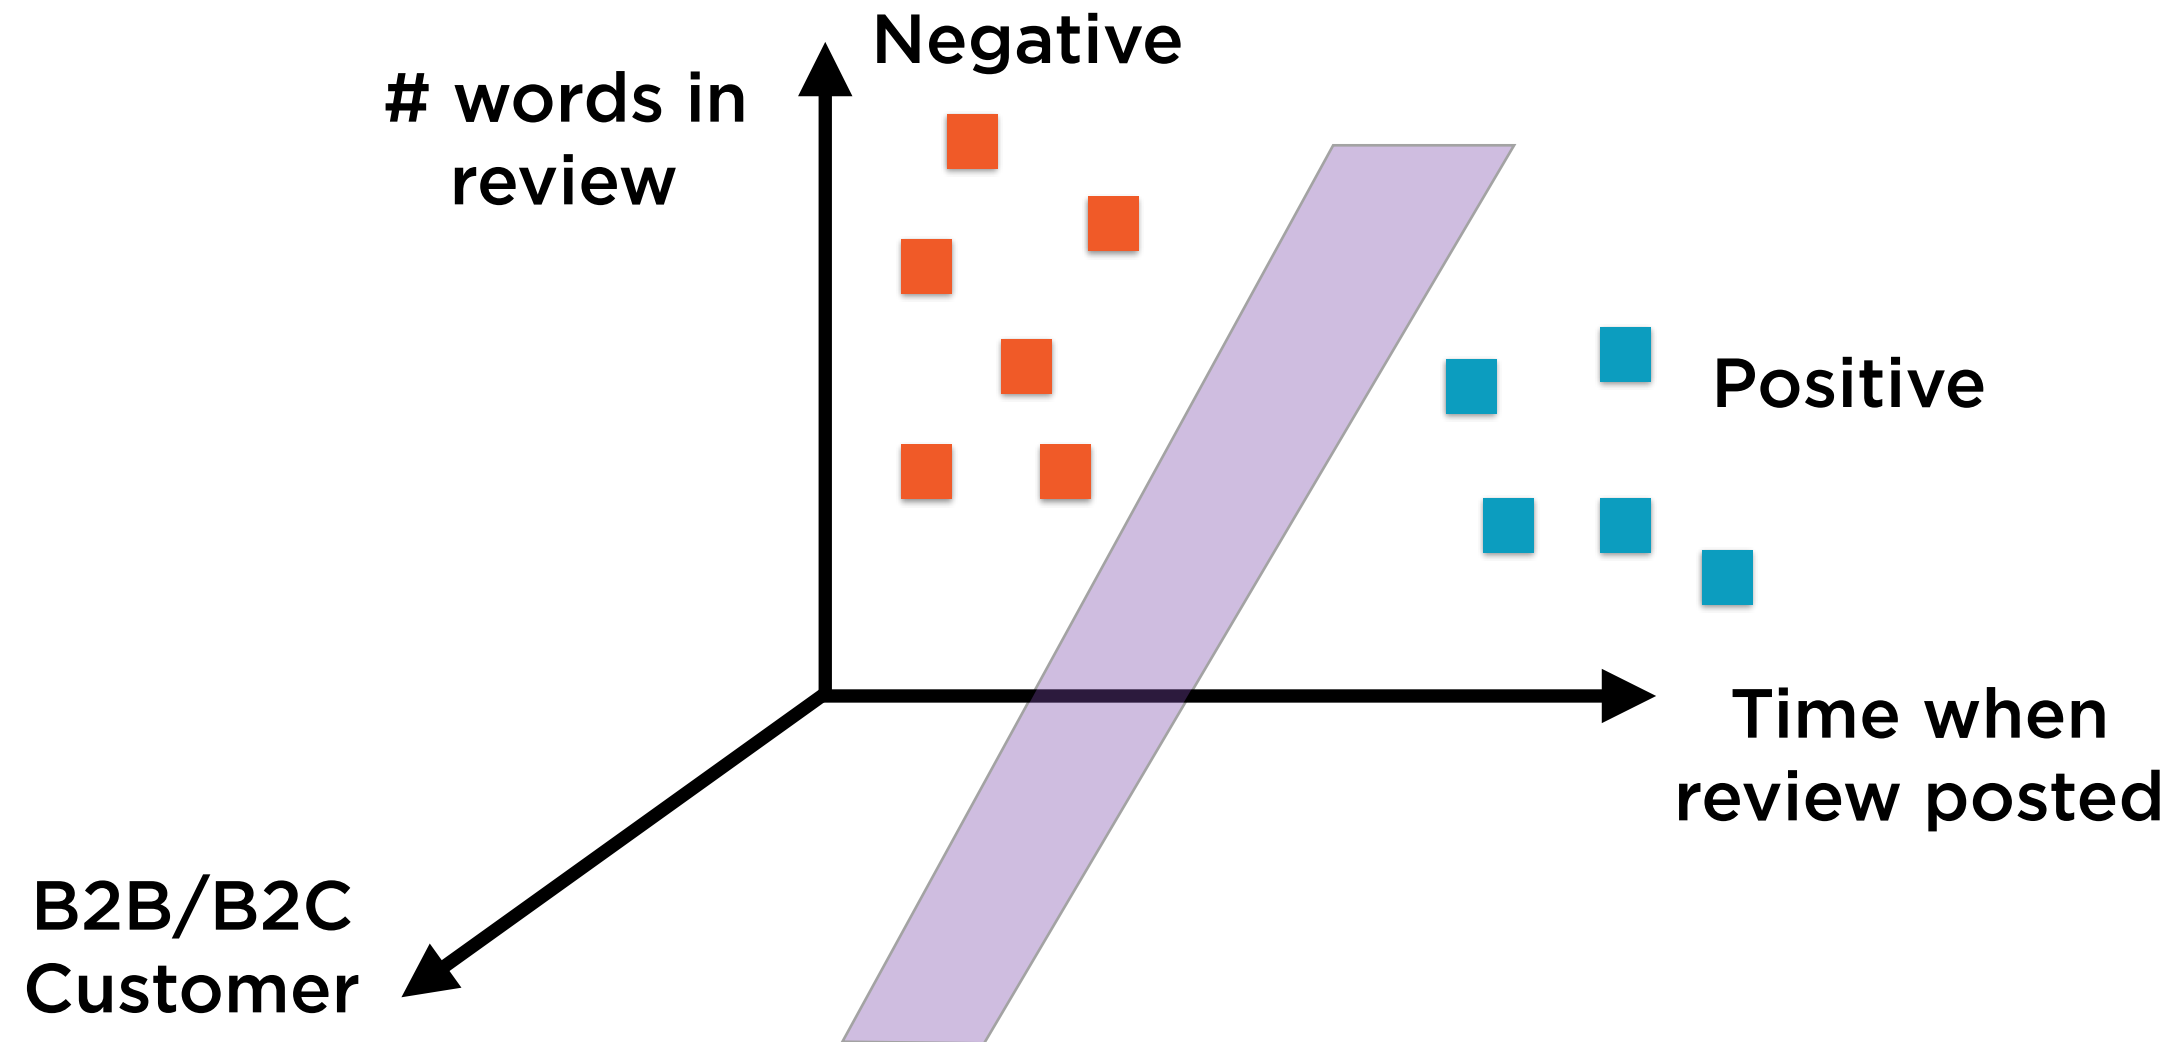 Negative
# words in
review
Positive
Time when
review posted
B2B/B2C
Customer